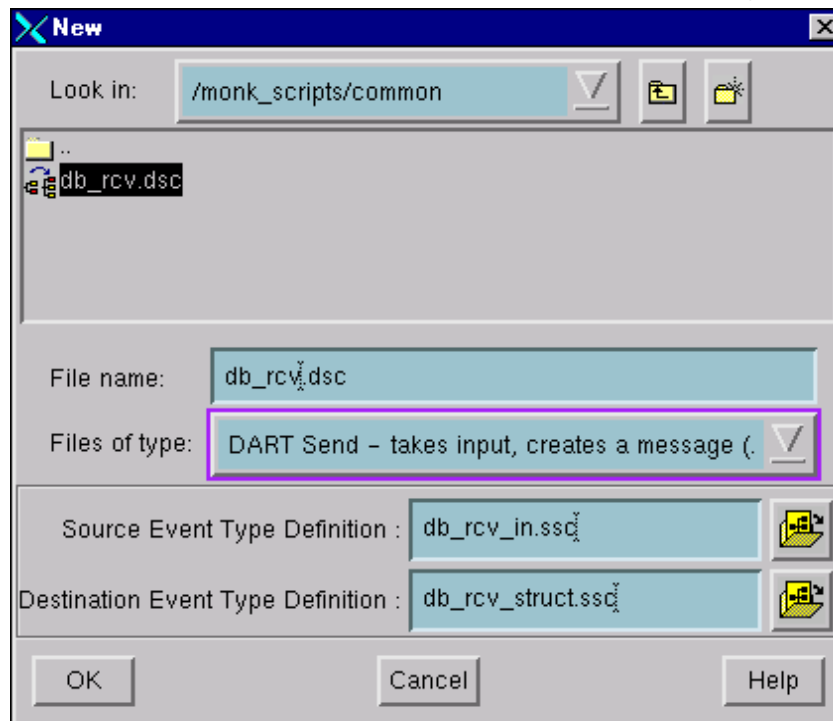 New
Look in: /monk_scripts/common
..
db_rcv.dsc
File name: db_rcv.dsc
Files of type: DART Send – takes input, creates a message (.
Source Event Type Definition : db_rcv_in.ssc
Destination Event Type Definition : db_rcv_struct.ssc
OK Cancel Help